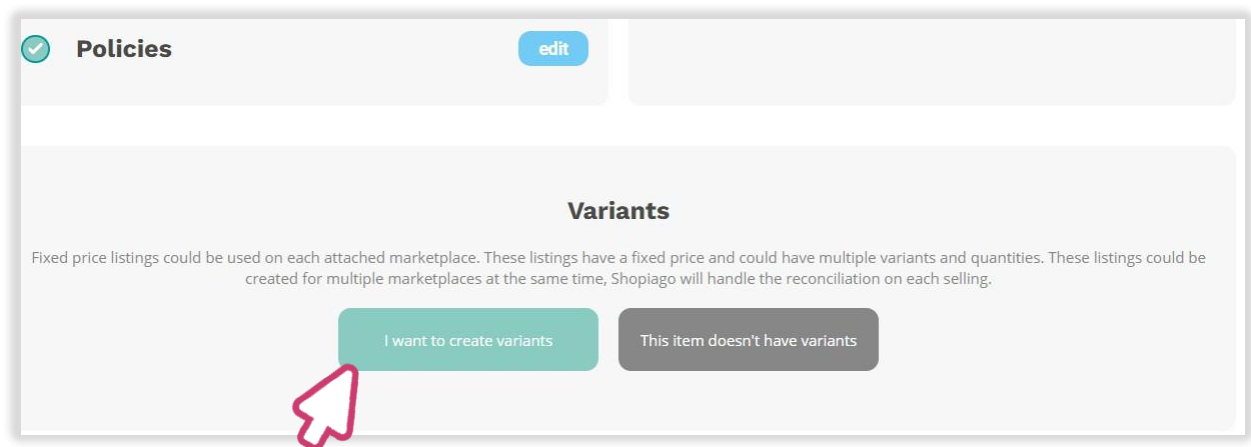 Policies
edit
Variants
Fixed price listings could be used on each attached marketplace. These listings have a fixed price and could have multiple variants and quantities. These listings could be
created for multiple marketplaces at the same time, Shopiago will handle the reconciliation on each selling.
I want to create variants
This item doesn't have variants